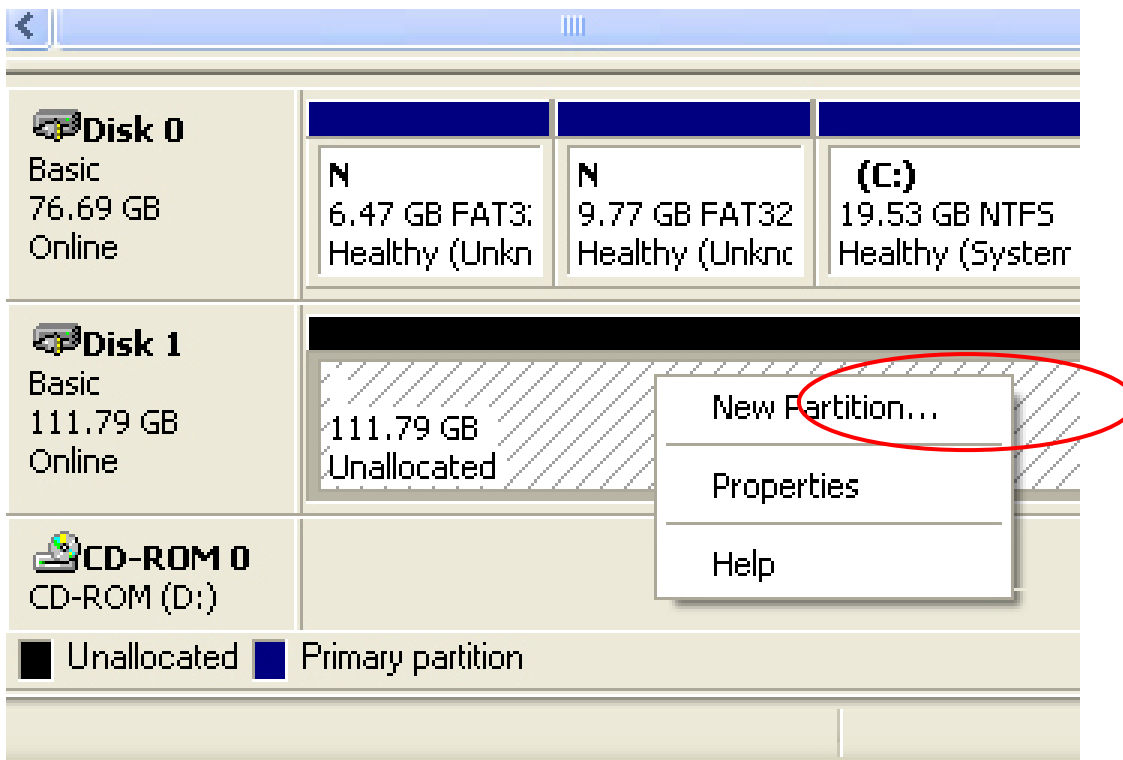 Disk 0
Basic
76.69 GB
Online
N
6.47 GB FAT3
Healthy (Unkn
N
9.77 GB FAT32
Healthy (Unkno
(C:)
19.53 GB NTFS
Healthy (System
Disk 1
Basic
111.79 GB
Online
111.79 GB
Unallocated
New Partition...
Properties
Help
CD-ROM 0
CD-ROM (D:)
Unallocated
Primary partition